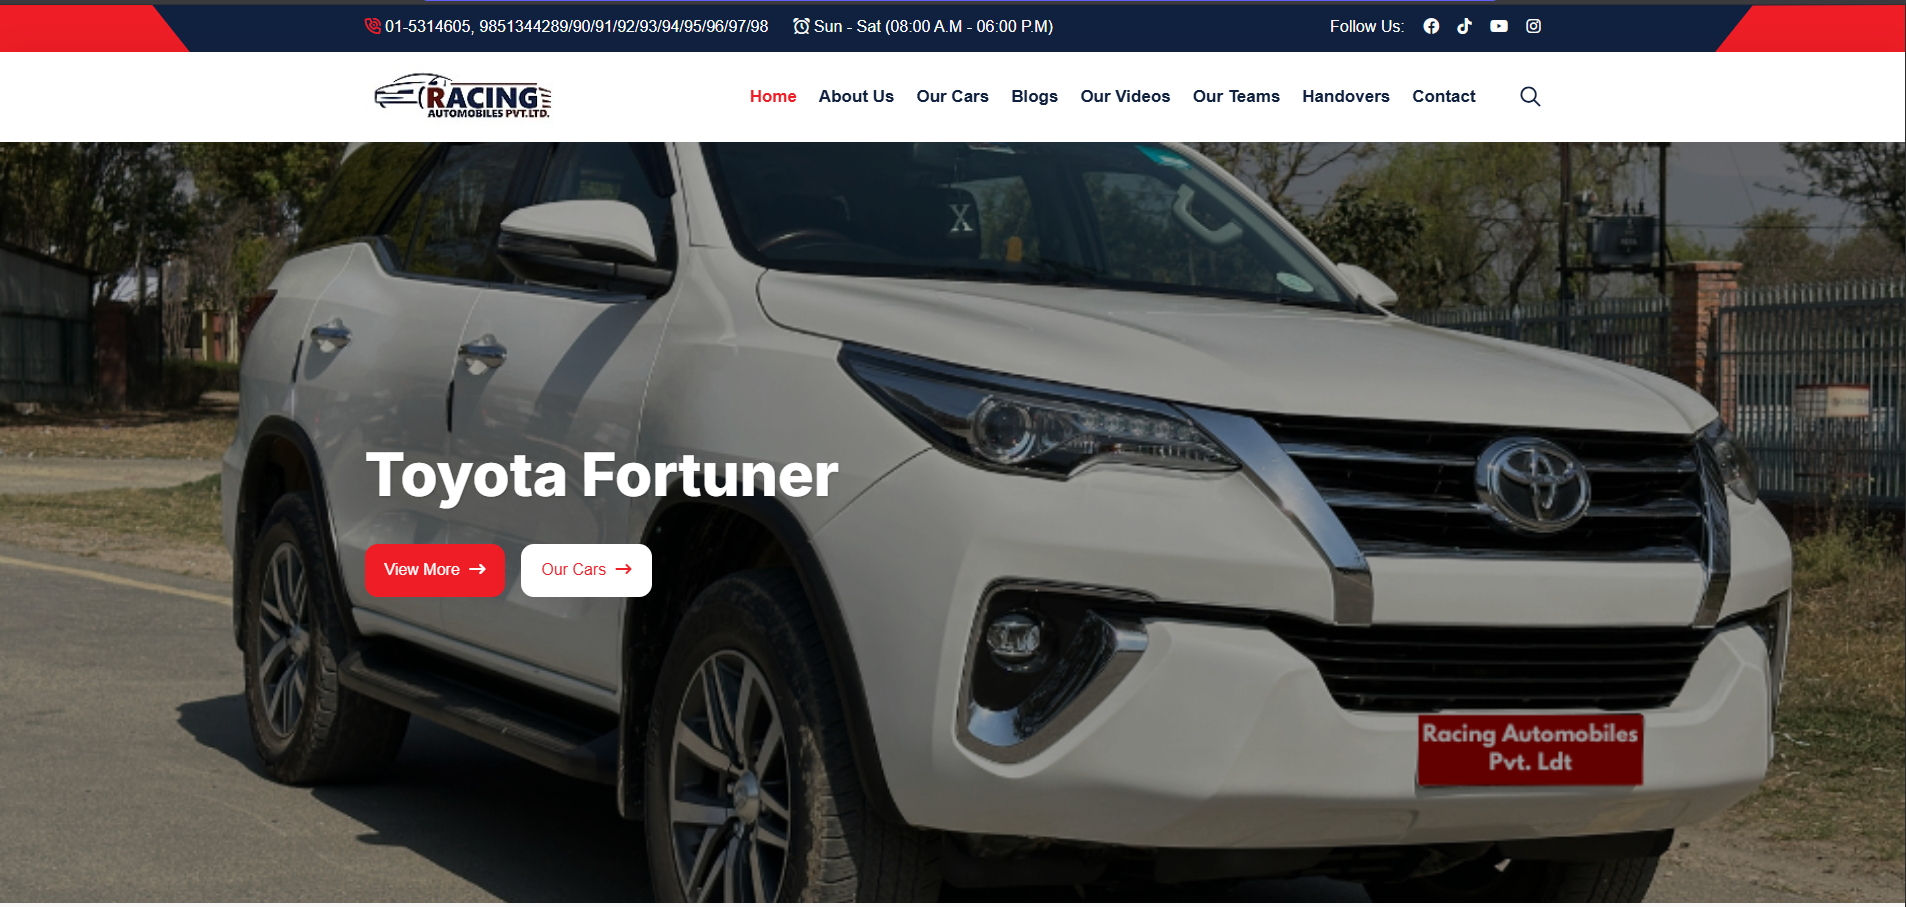 01-5314605, 9851344289/90/91/92/93/94/95/96/97/98
Sun - Sat (08:00 A.M - 06:00 P.M)
Follow Us:
RACING
AUTOMOBILES PVT.LTD.
Home
About Us
Our Cars
Blogs
Our Videos
Our Teams
Handovers
Contact
X
Toyota Fortuner
View More
Our Cars
Racing Automobiles
Pvt. Ldt